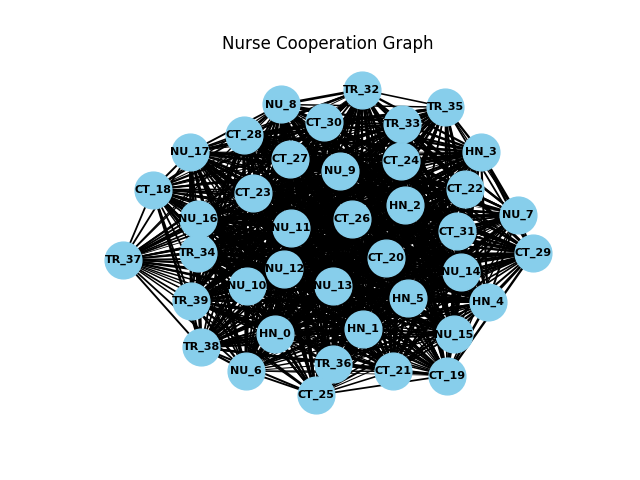 Nurse Cooperation Graph
TR_32
NU_8
TR_35
CT_30
TR_33
CT_28
NU_17
HN_3
CT_27
CT_24
NU_9
CT_18
CT_22
CT_23
HN_2
NU_7
NU_16
CT_26
NU_11
CT_31
TR_34
CT_29
CT_20
TR_37
NU_12
NU_14
NU_10
NU_13
HN_5
TR_39
HN_4
HN_1
HN_0
NU_15
TR_38
TR_36
NU_6
CT_21
CT_19
CT_25